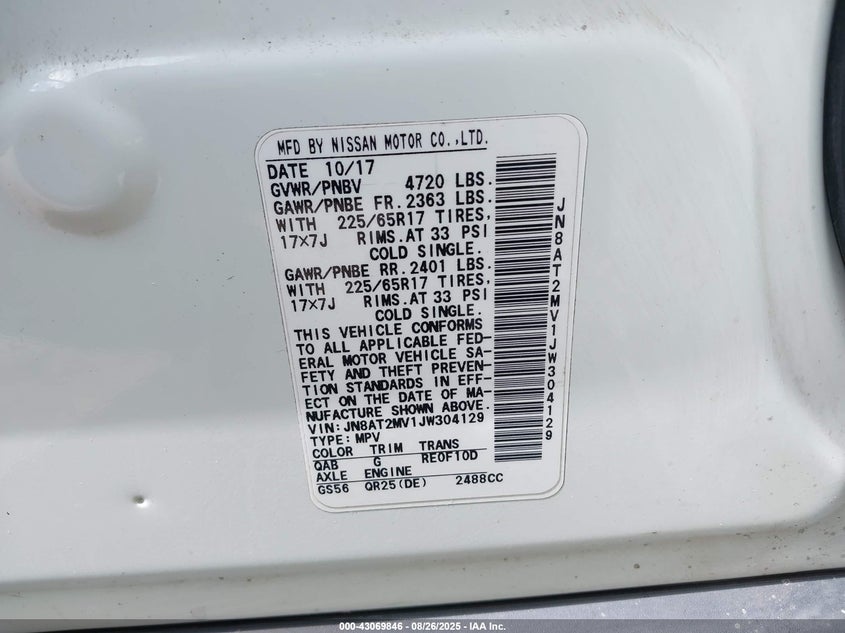 MFD BY NISSAN MOTOR CO.,LTD.
DATE 10/17
GVWR/PNBV 4720 LBS.
GAWR/PNBE FR.2363 LBS.
WITH 225/65R17 TIRES,
17×7J RIMS.AT 33 PSI
COLD SINGLE.
GAWR/PNBE RR.2401 LBS.
WITH 225/65R17 TIRES,
17×7J RIMS.AT 33 PSI
COLD SINGLE.
THIS VEHICLE CONFORMS
TO ALL APPLICABLE FED-
ERAL MOTOR VEHICLE SA-
FETY AND THEFT PREVEN-
TION STANDARDS IN EFF-
ECT ON THE DATE OF MA-
NUFACTURE SHOWN ABOVE.
VIN:JN8AT2MV1JW304129
TYPE:MPV
COLOR TRIM TRANS
QAB G RE0F10D
AXLE ENGINE
GS56 QR25(DE) 2488CC
JN8AT2MV1JW304129
000-43069846 - 08/26/2025 - IAA Inc.